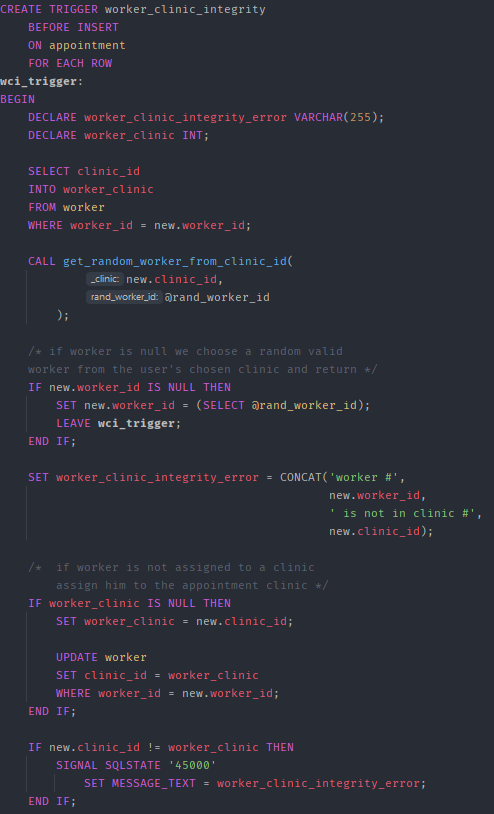 CREATE TRIGGER worker_clinic_integrity
    BEFORE INSERT
    ON appointment
    FOR EACH ROW
wci_trigger:
BEGIN
    DECLARE worker_clinic_integrity_error VARCHAR(255);
    DECLARE worker_clinic INT;

    SELECT clinic_id
    INTO worker_clinic
    FROM worker
    WHERE worker_id = new.worker_id;

    CALL get_random_worker_from_clinic_id(
            _clinic: new.clinic_id,
            rand_worker_id: @rand_worker_id
        );

    /* if worker is null we choose a random valid
    worker from the user's chosen clinic and return */
    IF new.worker_id IS NULL THEN
        SET new.worker_id = (SELECT @rand_worker_id);
        LEAVE wci_trigger;
    END IF;

    SET worker_clinic_integrity_error = CONCAT('worker #',
                                               new.worker_id,
                                               ' is not in clinic #',
                                               new.clinic_id);

    /*  if worker is not assigned to a clinic
        assign him to the appointment clinic */
    IF worker_clinic IS NULL THEN
        SET worker_clinic = new.clinic_id;

        UPDATE worker
        SET clinic_id = worker_clinic
        WHERE worker_id = new.worker_id;
    END IF;

    IF new.clinic_id != worker_clinic THEN
        SIGNAL SQLSTATE '45000'
            SET MESSAGE_TEXT = worker_clinic_integrity_error;
    END IF;